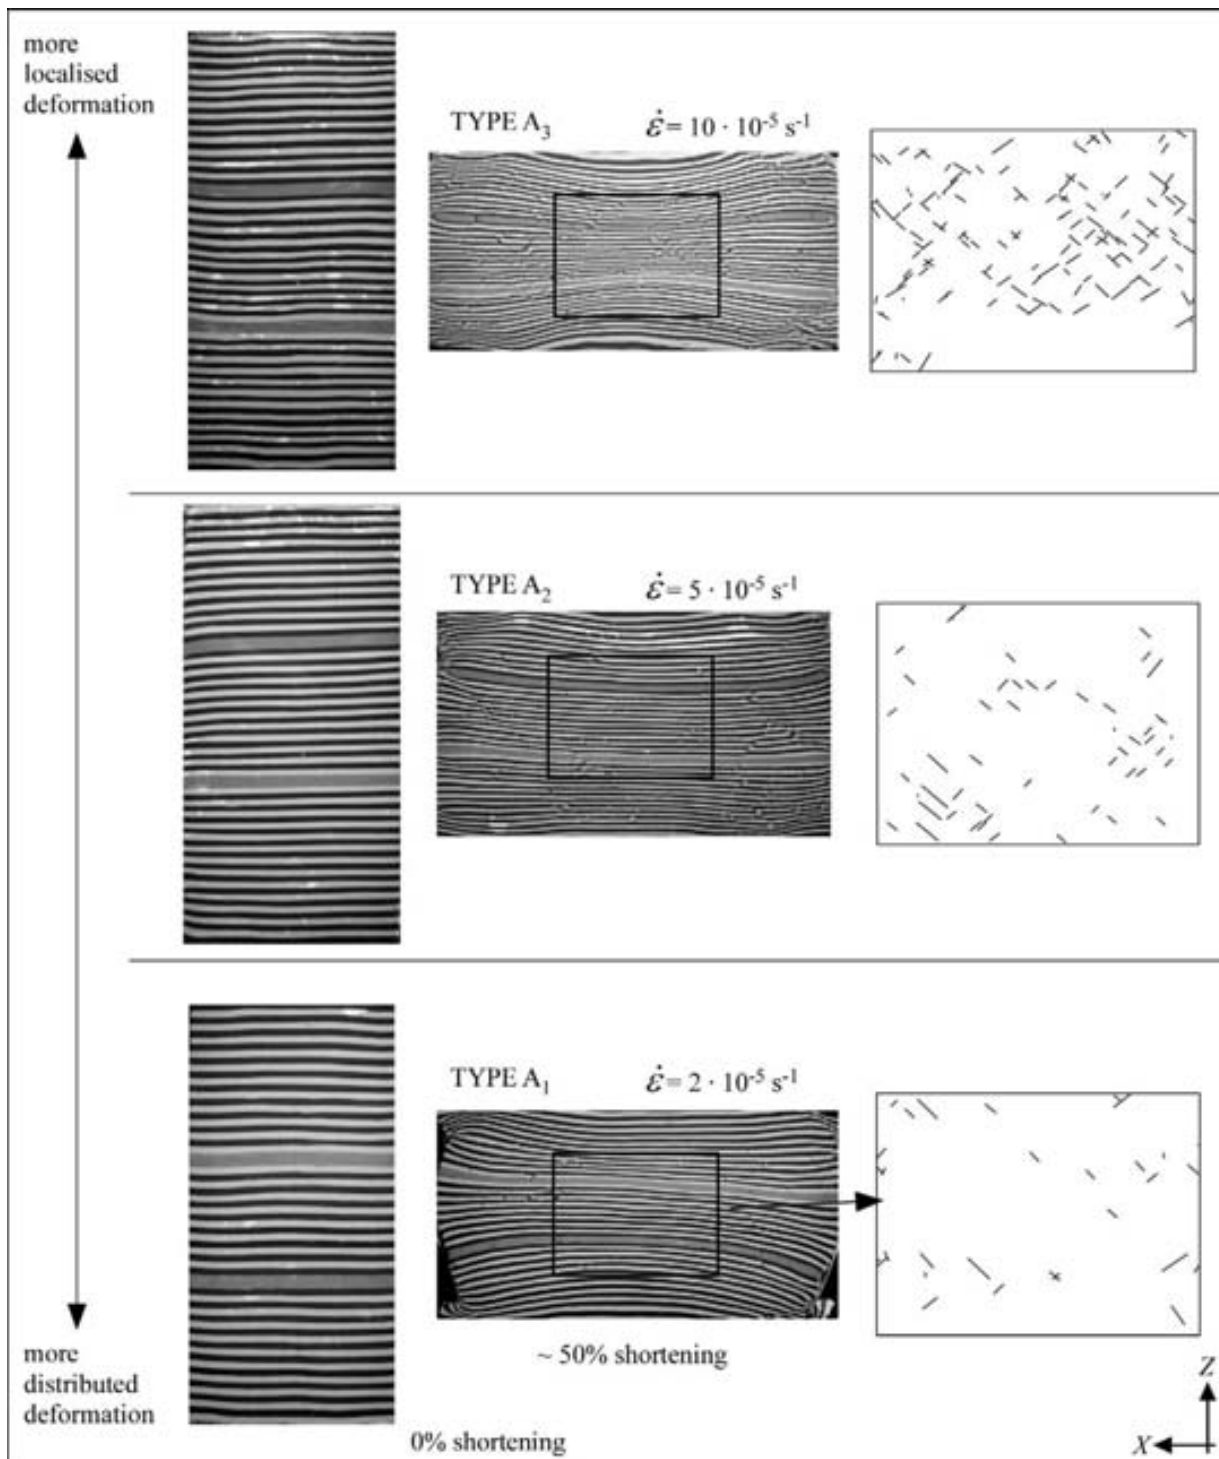 more
localised
deformation
TYPE A₃ ε̇ = 10 · 10⁻⁵ s⁻¹
TYPE A₂ ε̇ = 5 · 10⁻⁵ s⁻¹
TYPE A₁ ε̇ = 2 · 10⁻⁵ s⁻¹
~ 50% shortening
more
distributed
deformation
0% shortening
Z
X